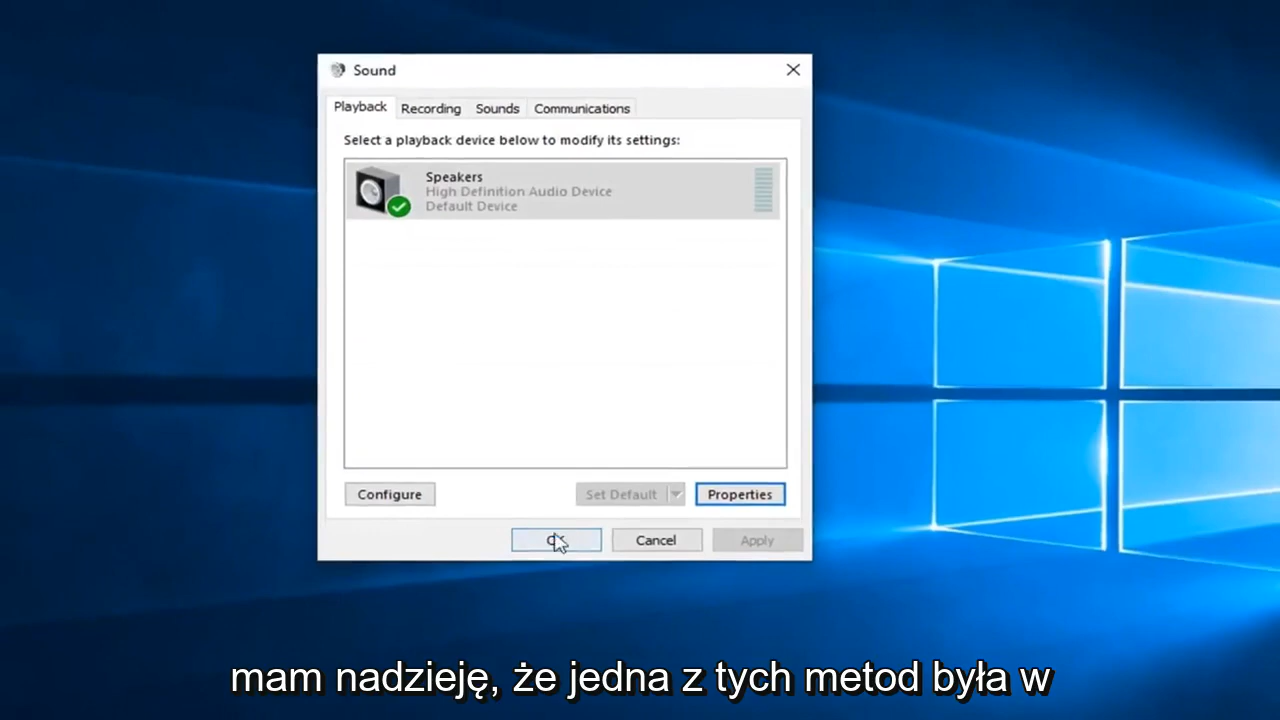 Sound
Playback
Recording
Sounds
Communications
Select a playback device below to modify its settings:
Speakers
High Definition Audio Device
Default Device
Configure
Set Default
Properties
Cancel
Apply
mam nadzieję, że jedna z tych metod była w